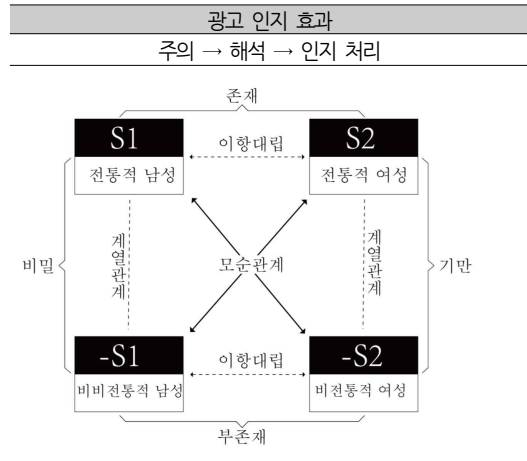 광고 인지 효과
주의 → 해석 → 인지 처리
존재
S1 이항대립 S2
전통적 남성 전통적 여성
비밀 계열관계 모순관계 계열관계 기만
-S1 이항대립 -S2
비비전통적 남성 비전통적 여성
부존재